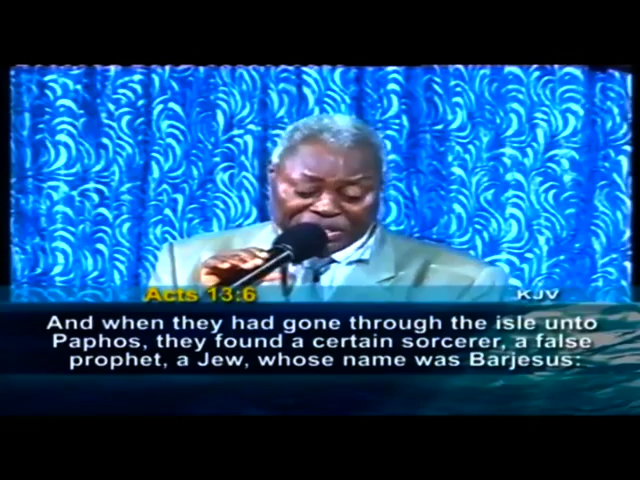 Acts 13:6 KJV
And when they had gone through the isle unto
Paphos, they found a certain sorcerer, a false
prophet, a Jew, whose name was Barjesus: